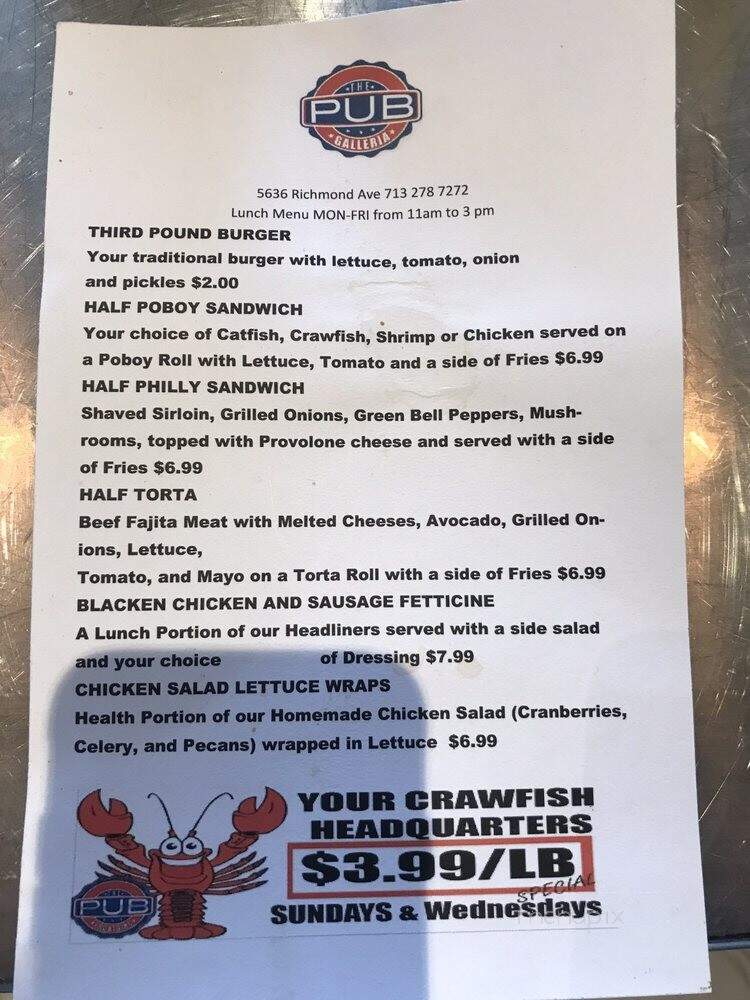 THE
PUB
GALLERIA
5636 Richmond Ave 713 278 7272
Lunch Menu MON-FRI from 11am to 3 pm
THIRD POUND BURGER
Your traditional burger with lettuce, tomato, onion
and pickles $2.00
HALF POBOY SANDWICH
Your choice of Catfish, Crawfish, Shrimp or Chicken served on
a Poboy Roll with Lettuce, Tomato and a side of Fries $6.99
HALF PHILLY SANDWICH
Shaved Sirloin, Grilled Onions, Green Bell Peppers, Mush-
rooms, topped with Provolone cheese and served with a side
of Fries $6.99
HALF TORTA
Beef Fajita Meat with Melted Cheeses, Avocado, Grilled On-
ions, Lettuce,
Tomato, and Mayo on a Torta Roll with a side of Fries $6.99
BLACKEN CHICKEN AND SAUSAGE FETTICINE
A Lunch Portion of our Headliners served with a side salad
and your choice of Dressing $7.99
CHICKEN SALAD LETTUCE WRAPS
Health Portion of our Homemade Chicken Salad (Cranberries,
Celery, and Pecans) wrapped in Lettuce $6.99
YOUR CRAWFISH
HEADQUARTERS
$3.99/LB
SPECIAL
SUNDAYS & Wednesdays
PUB